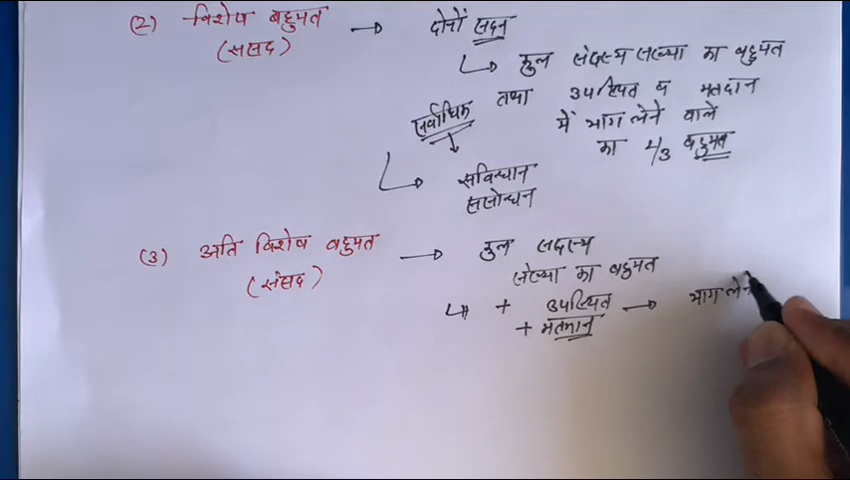 (2) विशेष बहुमत → दोनों सदन
(संसद) कुल सदस्य संख्या का बहुमत
तथा उपस्थित व मतदान
सर्वाधिक में भाग लेने वाले
का 2/3 बहुमत
संविन्धान
संसोन्धन
(3) अति विशेष बहुमत → कुल सदस्य
(संसद) संख्या का बहुमत
+ उपस्थित → भाग लेन
+ मतदान